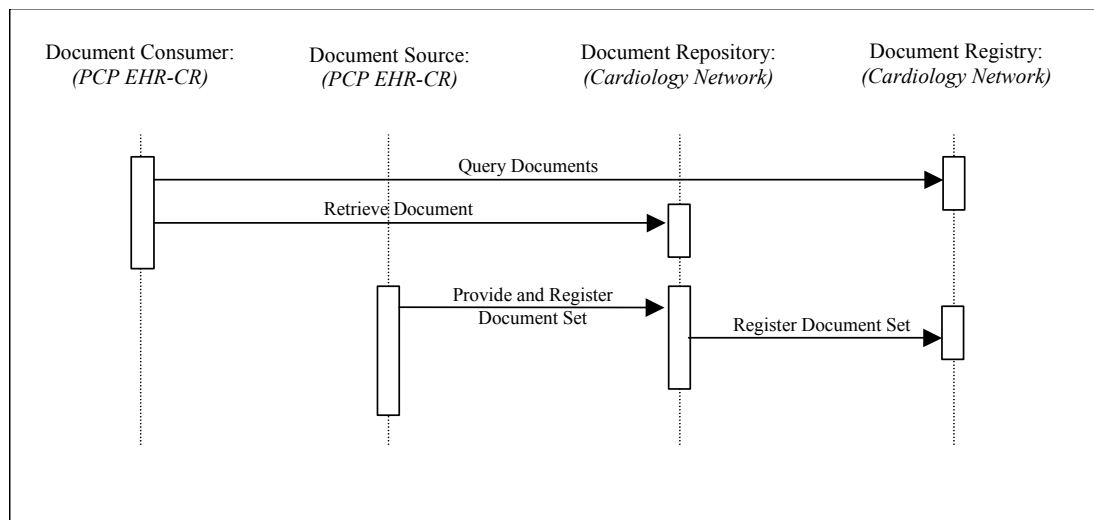 Document Consumer:
(PCP EHR-CR)
Document Source:
(PCP EHR-CR)
Document Repository:
(Cardiology Network)
Document Registry:
(Cardiology Network)
Query Documents
Retrieve Document
Provide and Register
Document Set
Register Document Set